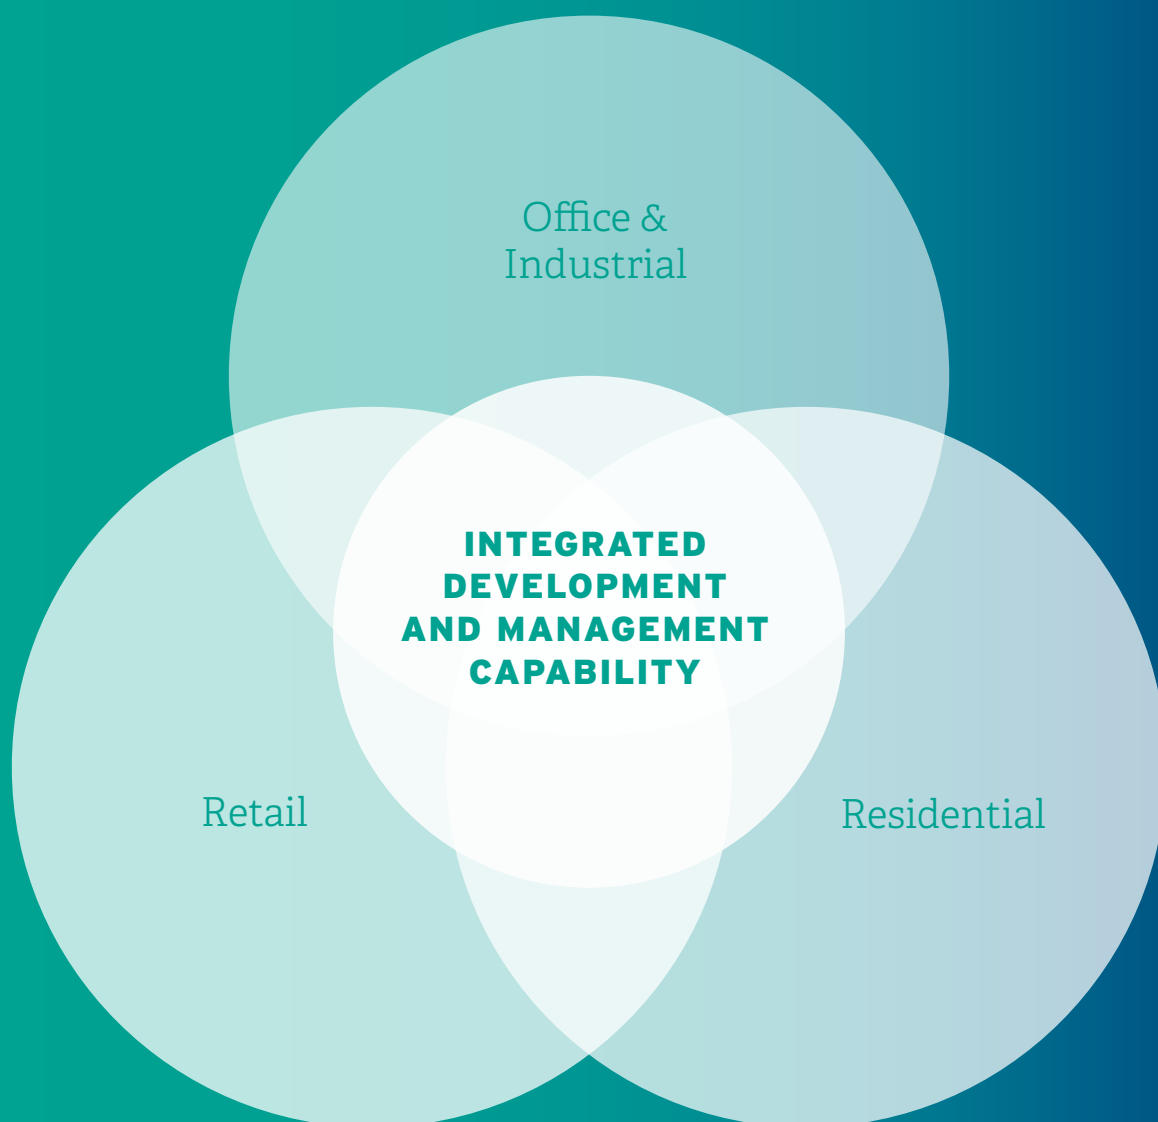 Office &
Industrial
INTEGRATED
DEVELOPMENT
AND MANAGEMENT
CAPABILITY
Retail
Residential